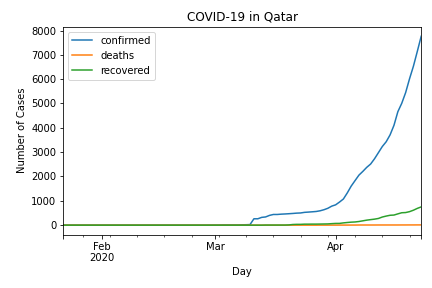 COVID-19 in Qatar
confirmed
deaths
recovered
Number of Cases
8000
7000
6000
5000
4000
3000
2000
1000
0
Feb
2020
Mar
Apr
Day